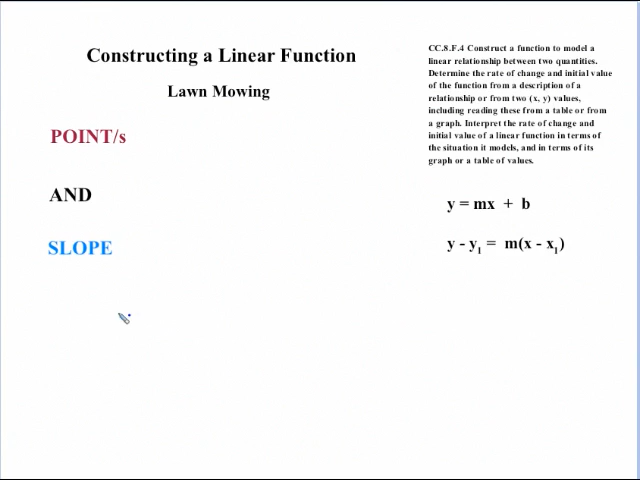 Constructing a Linear Function
Lawn Mowing
POINT/s
AND
SLOPE
CC.8.F.4 Construct a function to model a
linear relationship between two quantities.
Determine the rate of change and initial value
of the function from a description of a
relationship or from two (x, y) values,
including reading these from a table or from
a graph. Interpret the rate of change and
initial value of a linear function in terms of
the situation it models, and in terms of its
graph or a table of values.
y = mx + b
y - y₁ = m(x - x₁)